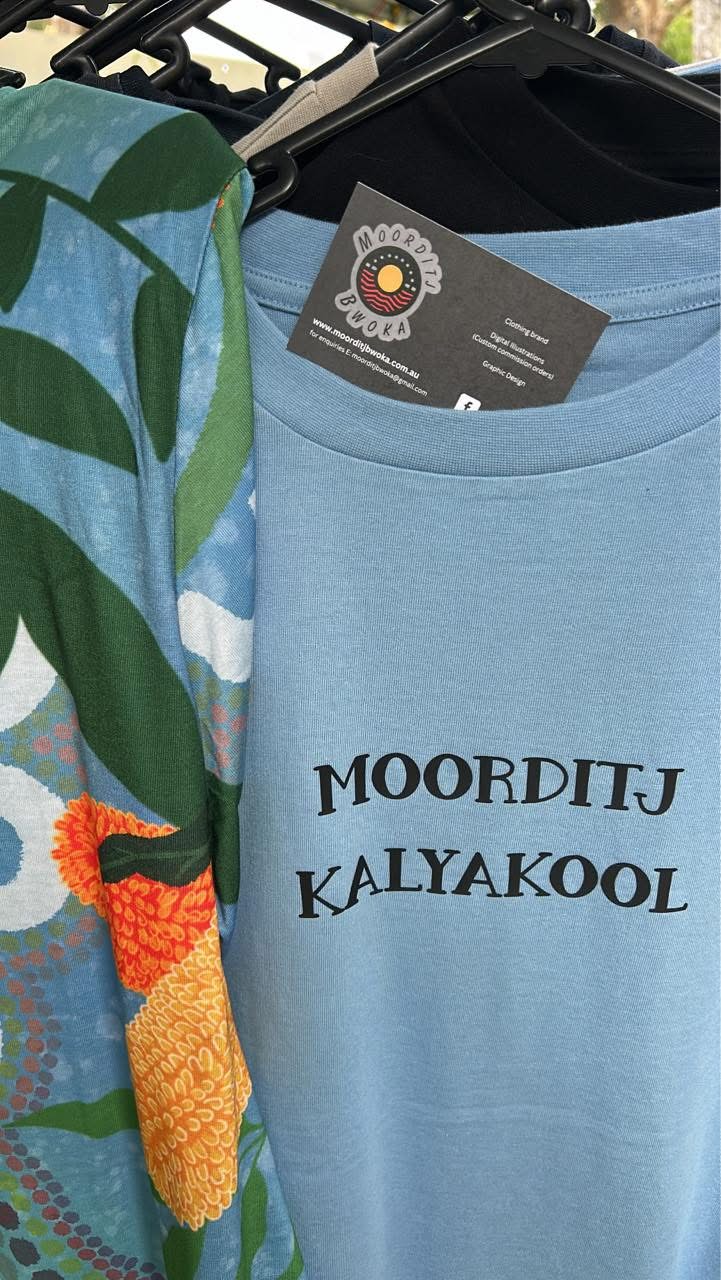 MOORDITJ
BWOKA
www.moorditjbwoka.com.au
for enquiries E: moorditjbwoka@gmail.com
Clothing brand
Digital Illustrations
(Custom commission orders)
Graphic Design
f
MOORDITJ
KALYAKOOL